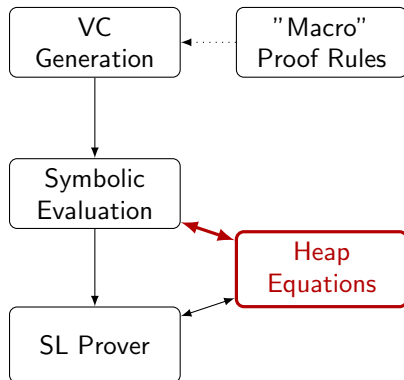 VC
Generation
"Macro"
Proof Rules
Symbolic
Evaluation
Heap
Equations
SL Prover